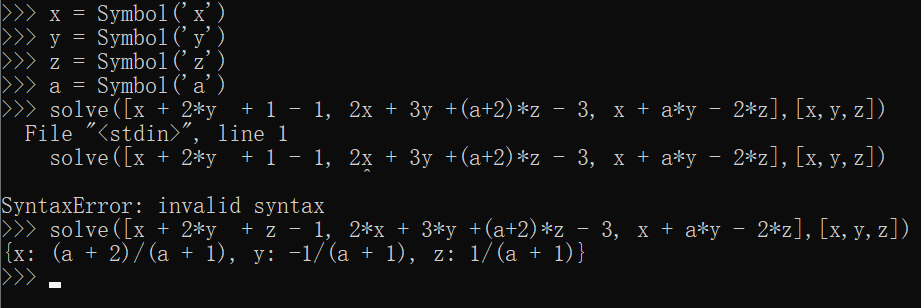 >>> x = Symbol('x')
>>> y = Symbol('y')
>>> z = Symbol('z')
>>> a = Symbol('a')
>>> solve([x + 2*y  + 1 - 1, 2x + 3y +(a+2)*z - 3, x + a*y - 2*z],[x,y,z])
  File "<stdin>", line 1
    solve([x + 2*y  + 1 - 1, 2x + 3y +(a+2)*z - 3, x + a*y - 2*z],[x,y,z])
                              ^
SyntaxError: invalid syntax
>>> solve([x + 2*y  + z - 1, 2*x + 3*y +(a+2)*z - 3, x + a*y - 2*z],[x,y,z])
{x: (a + 2)/(a + 1), y: -1/(a + 1), z: 1/(a + 1)}
>>>